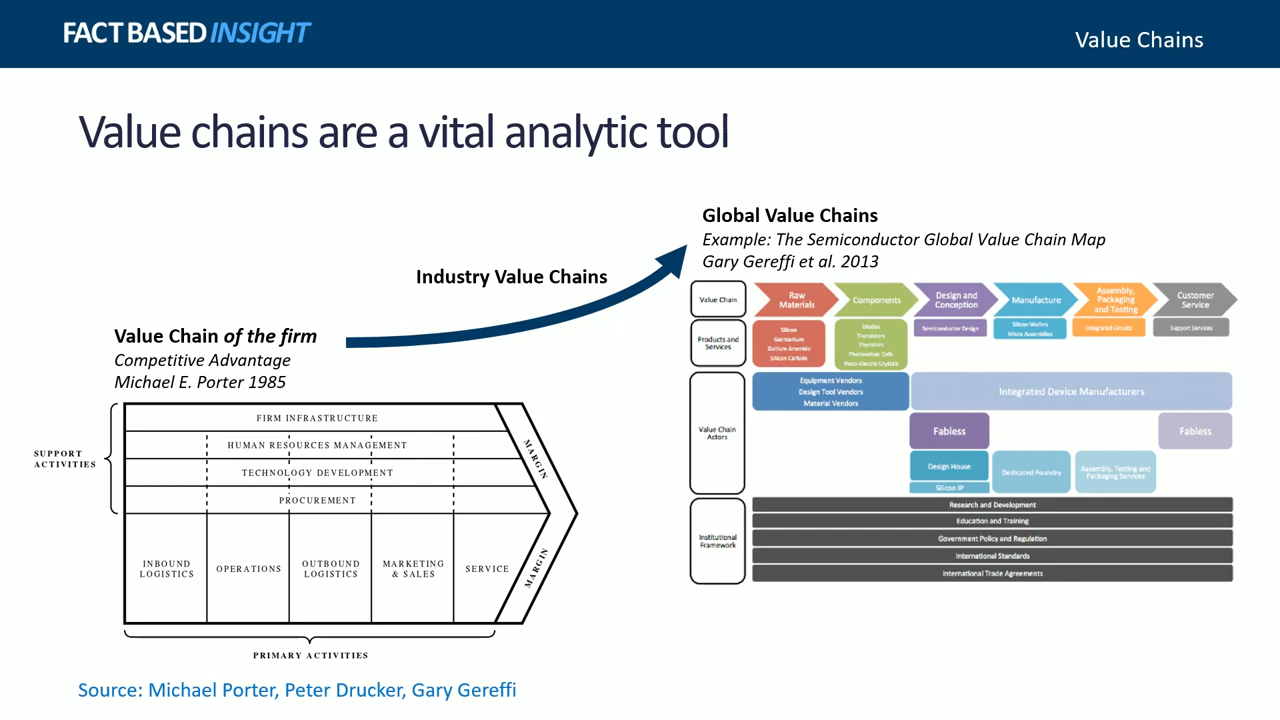 FACT BASED INSIGHT
Value Chains
Value chains are a vital analytic tool
Global Value Chains
Example: The Semiconductor Global Value Chain Map
Gary Gereffi et al. 2013
Industry Value Chains
Value Chain of the firm
Competitive Advantage
Michael E. Porter 1985
SUPPORT
ACTIVITIES
FIRM INFRASTRUCTURE
HUMAN RESOURCES MANAGEMENT
TECHNOLOGY DEVELOPMENT
PROCUREMENT
INBOUND
LOGISTICS
OPERATIONS
OUTBOUND
LOGISTICS
MARKETING
& SALES
SERVICE
MARGIN
MARGIN
PRIMARY ACTIVITIES
Value Chain
Raw
Materials
Components
Design and
Conception
Manufacture
Assembly,
Packaging
and Testing
Customer
Service
Products and
Services
Silicon
Germanium
Gallium Arsenide
Silicon Carbide
Diodes
Transistors
Thyristors
Photovoltaic Cells
Piezo-Electric Crystals
Semiconductor Design
Silicon Wafers
Micro Assemblies
Integrated Circuits
Support Services
Value Chain
Actors
Equipment Vendors
Design Tool Vendors
Material Vendors
Integrated Device Manufacturers
Fabless
Fabless
Design House
Silicon IP
Dedicated Foundry
Assembly, Testing and
Packaging Services
Institutional
Framework
Research and Development
Education and Training
Government Policy and Regulation
International Standards
International Trade Agreements
Source: Michael Porter, Peter Drucker, Gary Gereffi